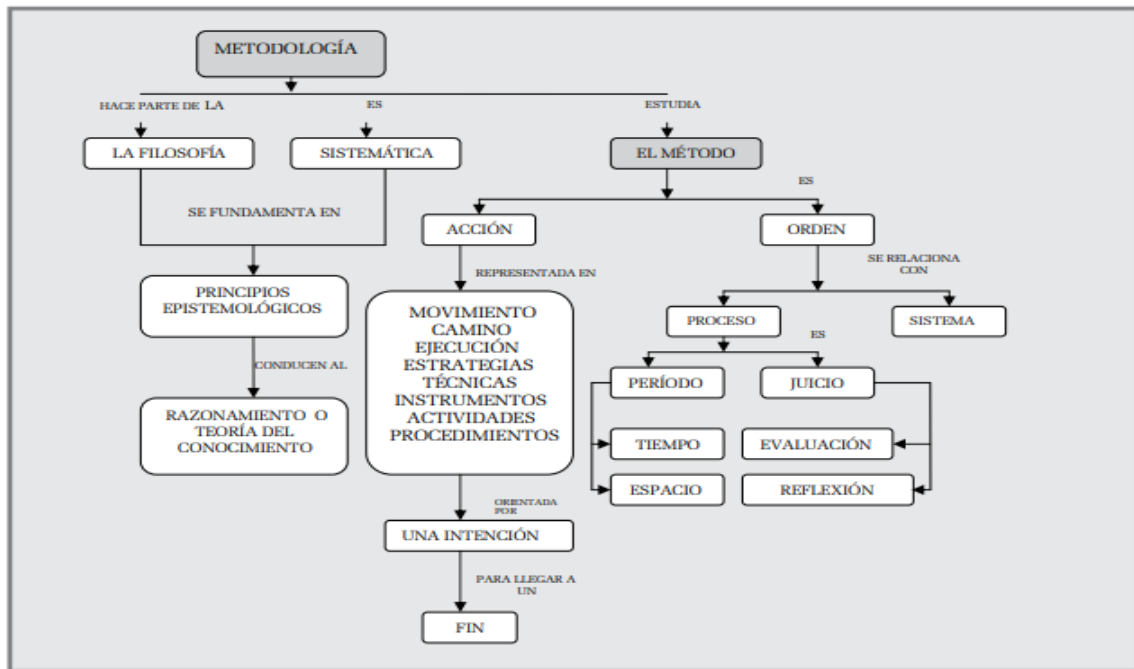 METODOLOGÍA
HACE PARTE DE LA
ES
ESTUDIA
LA FILOSOFÍA
SISTEMÁTICA
EL MÉTODO
ES
SE FUNDAMENTA EN
ACCIÓN
ORDEN
REPRESENTADA EN
SE RELACIONA
CON
PRINCIPIOS
EPISTEMOLÓGICOS
MOVIMIENTO
CAMINO
EJECUCIÓN
ESTRATEGIAS
TÉCNICAS
INSTRUMENTOS
ACTIVIDADES
PROCEDIMIENTOS
PROCESO
SISTEMA
ES
CONDUCEN AL
PERÍODO
JUICIO
RAZONAMIENTO O
TEORÍA DEL
CONOCIMIENTO
TIEMPO
EVALUACIÓN
ESPACIO
REFLEXIÓN
ORIENTADA
POR
UNA INTENCIÓN
PARA LLEGAR A
UN
FIN